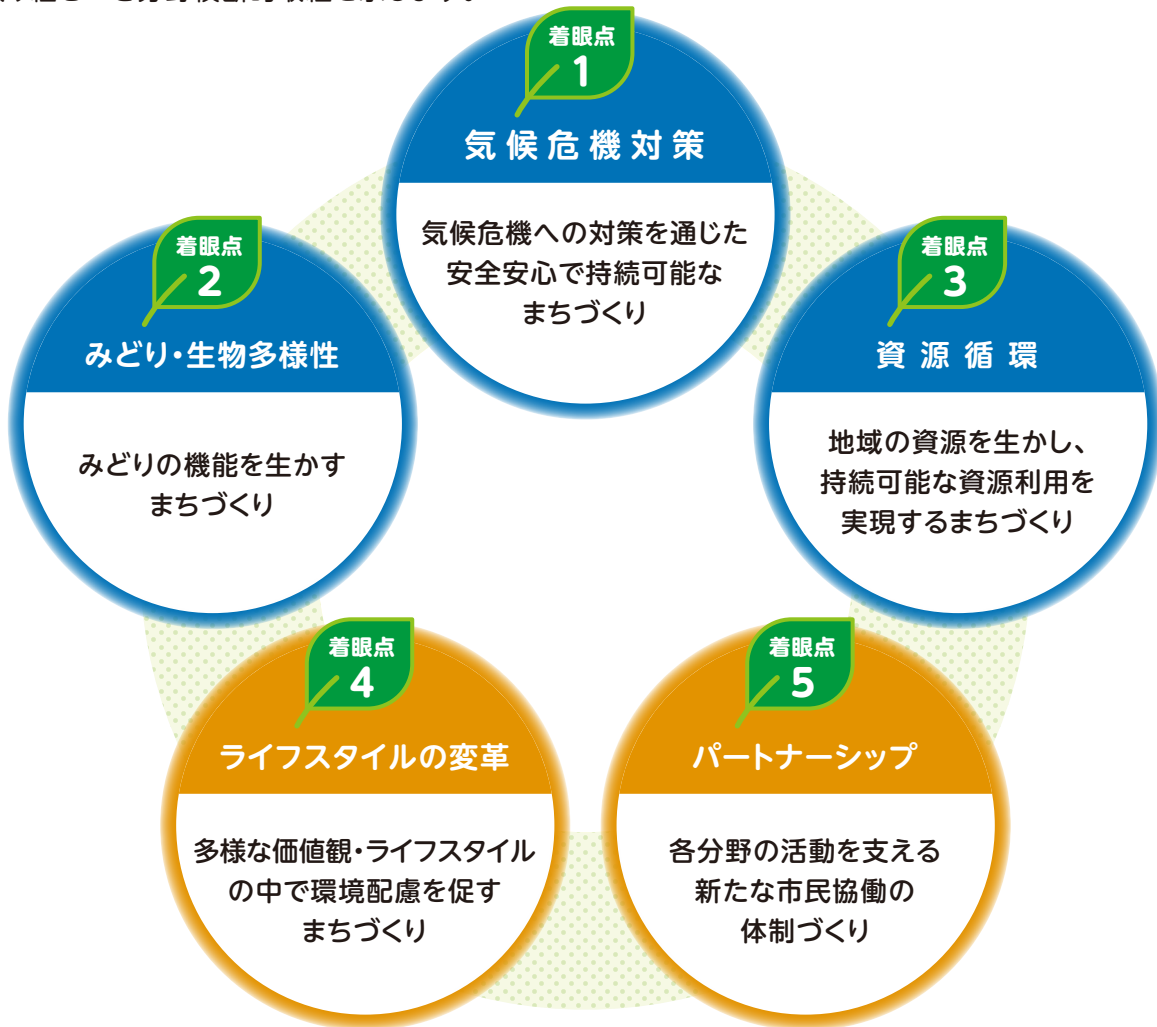 着眼点
1
気候危機対策
気候危機への対策を通じた
安全安心で持続可能な
まちづくり
着眼点
2
みどり・生物多様性
みどりの機能を生かす
まちづくり
着眼点
3
資源循環
地域の資源を生かし、
持続可能な資源利用を
実現するまちづくり
着眼点
4
ライフスタイルの変革
多様な価値観・ライフスタイル
の中で環境配慮を促す
まちづくり
着眼点
5
パートナーシップ
各分野の活動を支える
新たな市民協働の
体制づくり